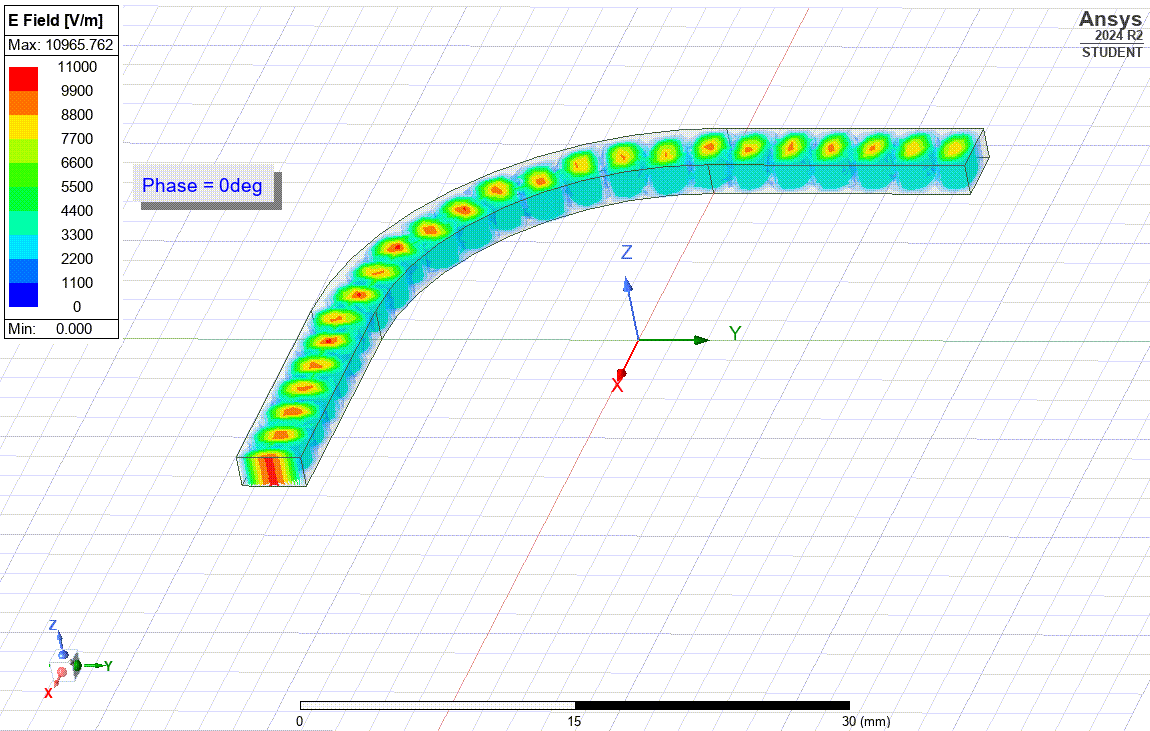 E Field [V/m]
Max: 10965.762
11000
9900
8800
7700
6600
5500
4400
3300
2200
1100
0
Min: 0.000
Ansys
2024 R2
STUDENT
Phase = 0deg
Z
Y
X
Z
Y
X
0 15 30 (mm)